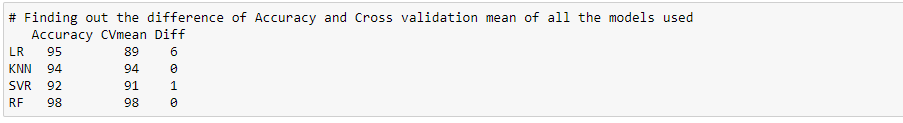 # Finding out the difference of Accuracy and Cross validation mean of all the models used
Accuracy CVmean Diff
LR 95 89 6
KNN 94 94 0
SVR 92 91 1
RF 98 98 0